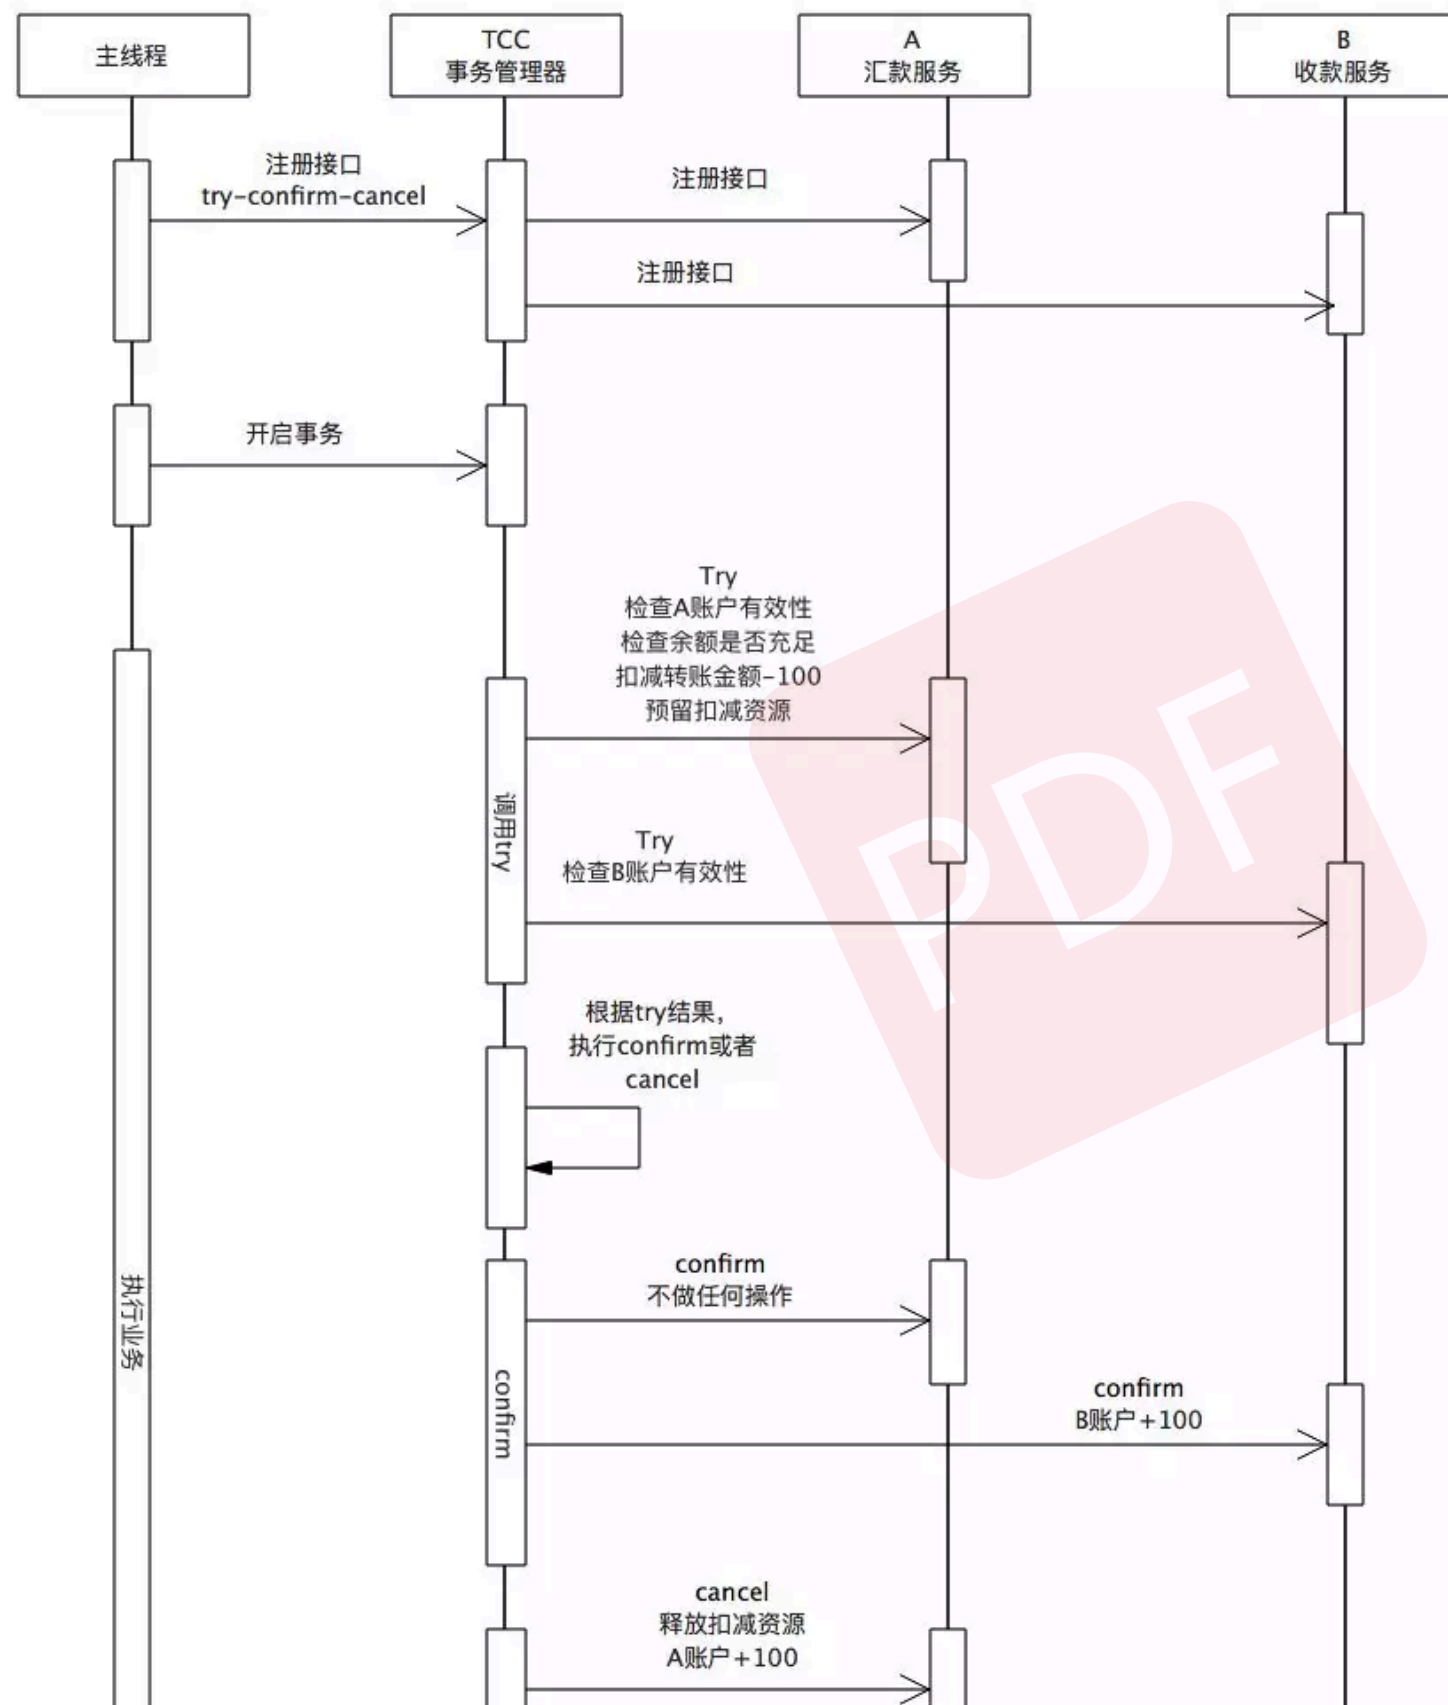 主线程
TCC
事务管理器
A
汇款服务
B
收款服务
注册接口
try-confirm-cancel
注册接口
注册接口
开启事务
Try
检查A账户有效性
检查余额是否充足
扣减转账金额-100
预留扣减资源
调用try
Try
检查B账户有效性
根据try结果，
执行confirm或者
cancel
执行业务
confirm
不做任何操作
confirm
confirm
B账户+100
cancel
释放扣减资源
A账户+100
PDF